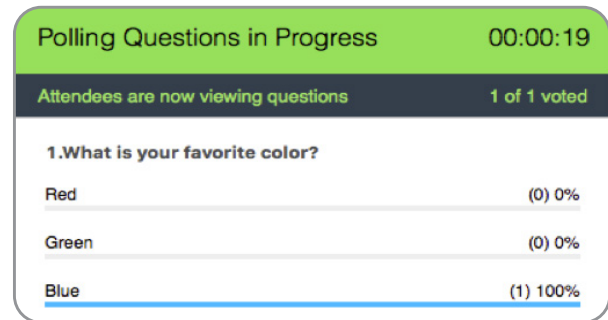 Polling Questions in Progress 00:00:19
Attendees are now viewing questions 1 of 1 voted
1.What is your favorite color?
Red (0) 0%
Green (0) 0%
Blue (1) 100%